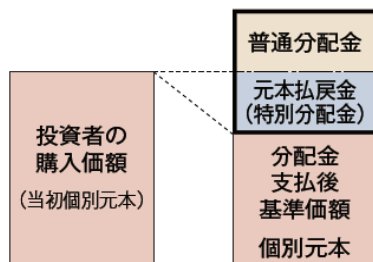 普通分配金
元本払戻金
（特別分配金）
投資者の
購入価額
（当初個別元本）
分配金
支払後
基準価額
個別元本